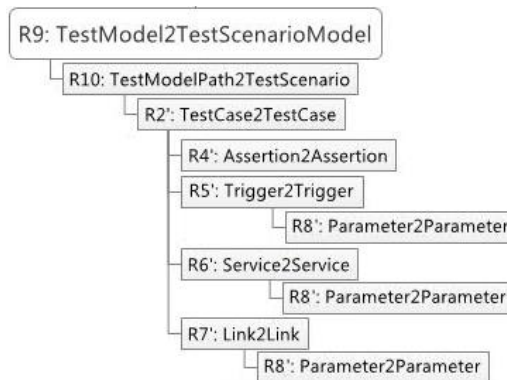 R9: TestModel2TestScenarioModel
R10: TestModelPath2TestScenario
R2': TestCase2TestCase
R4': Assertion2Assertion
R5': Trigger2Trigger
R8': Parameter2Parameter
R6': Service2Service
R8': Parameter2Parameter
R7': Link2Link
R8': Parameter2Parameter